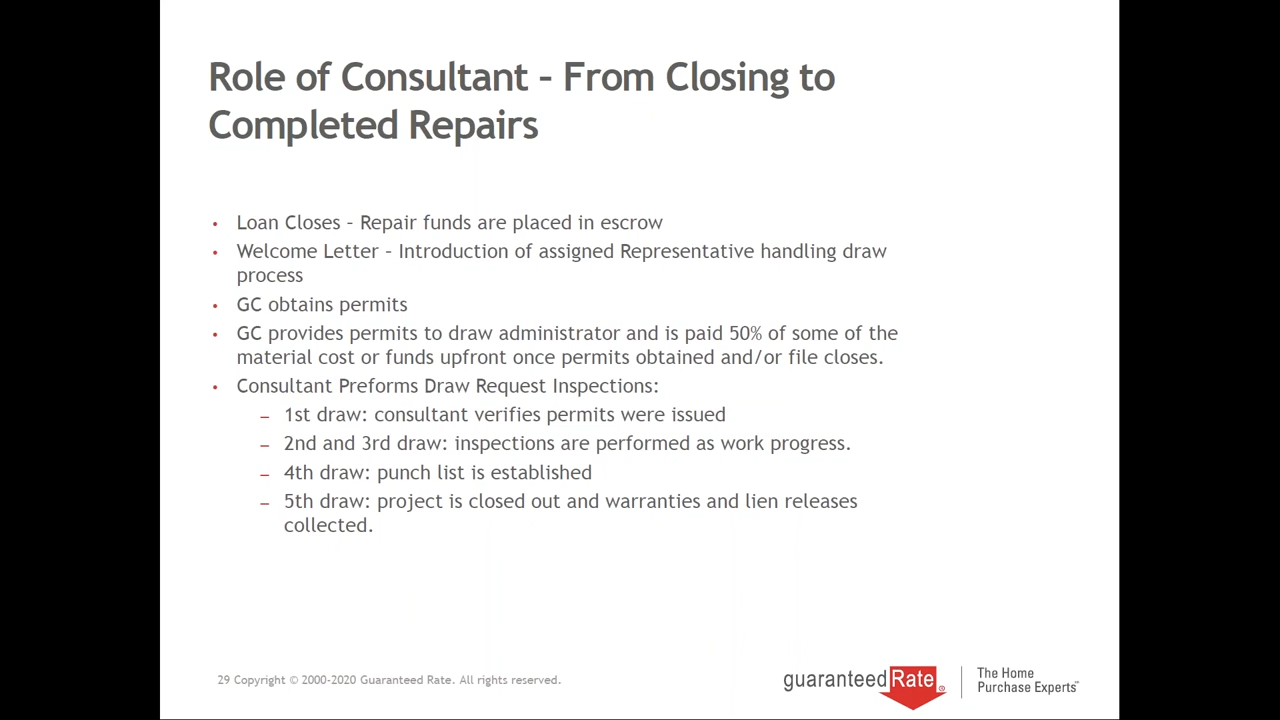 Role of Consultant – From Closing to
Completed Repairs
• Loan Closes – Repair funds are placed in escrow
• Welcome Letter – Introduction of assigned Representative handling draw
process
• GC obtains permits
• GC provides permits to draw administrator and is paid 50% of some of the
material cost or funds upfront once permits obtained and/or file closes.
• Consultant Preforms Draw Request Inspections:
– 1st draw: consultant verifies permits were issued
– 2nd and 3rd draw: inspections are performed as work progress.
– 4th draw: punch list is established
– 5th draw: project is closed out and warranties and lien releases
collected.
29 Copyright © 2000-2020 Guaranteed Rate. All rights reserved.
guaranteed Rate®
The Home
Purchase Experts™